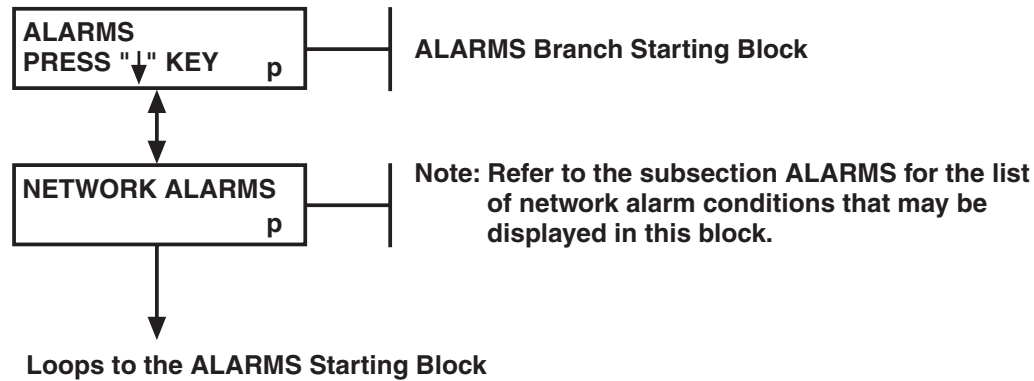 ALARMS
PRESS "↓" KEY p
ALARMS Branch Starting Block
NETWORK ALARMS
p
Note: Refer to the subsection ALARMS for the list
of network alarm conditions that may be
displayed in this block.
Loops to the ALARMS Starting Block